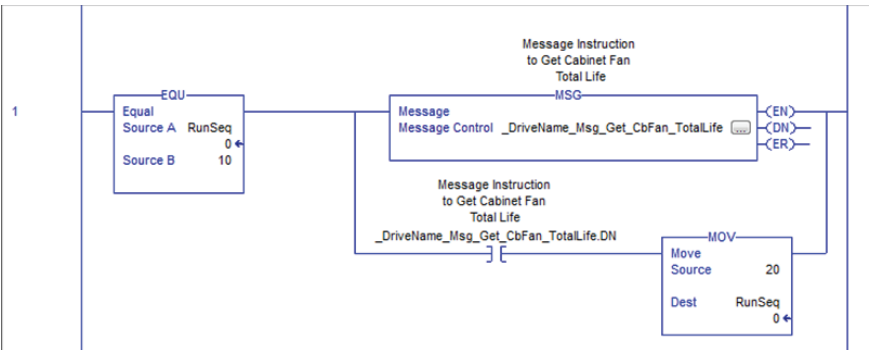 Message Instruction
to Get Cabinet Fan
Total Life
EQU
MSG
1
Equal
Source A RunSeq
0
Source B 10
Message
Message Control _DriveName_Msg_Get_CbFan_TotalLife ...
EN
DN
ER
Message Instruction
to Get Cabinet Fan
Total Life
_DriveName_Msg_Get_CbFan_TotalLife.DN
MOV
Move
Source 20
Dest RunSeq
0